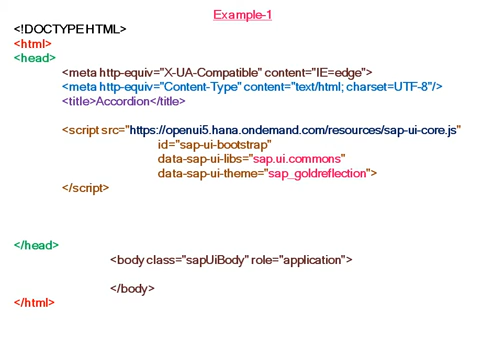 Example-1
<!DOCTYPE HTML>
<html>
<head>
<meta http-equiv="X-UA-Compatible" content="IE=edge">
<meta http-equiv="Content-Type" content="text/html; charset=UTF-8"/>
<title>Accordion</title>
<script src="https://openui5.hana.ondemand.com/resources/sap-ui-core.js"
id="sap-ui-bootstrap"
data-sap-ui-libs="sap.ui.commons"
data-sap-ui-theme="sap_goldreflection">
</script>
</head>
<body class="sapUiBody" role="application">
</body>
</html>